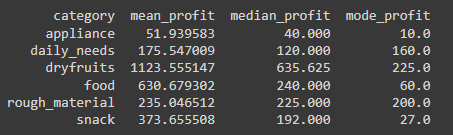 category mean_profit median_profit mode_profit
appliance 51.939583 40.000 10.0
daily_needs 175.547009 120.000 160.0
dryfruits 1123.555147 635.625 225.0
food 630.679302 240.000 60.0
rough_material 235.046512 225.000 200.0
snack 373.655508 192.000 27.0